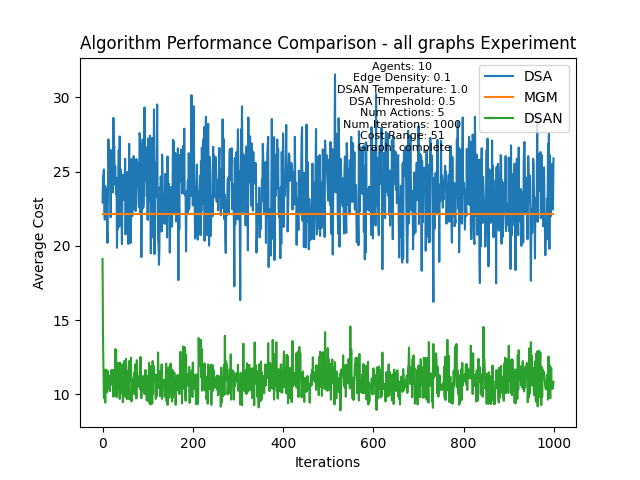 Algorithm Performance Comparison - all graphs Experiment
Agents: 10
Edge Density: 0.1
DSAN Temperature: 1.0
DSA Threshold: 0.5
Num Actions: 5
Num Iterations: 1000
Cost Range: 51
Graph: complete
DSA
MGM
DSAN
Average Cost
30
25
20
15
10
0
200
400
600
800
1000
Iterations